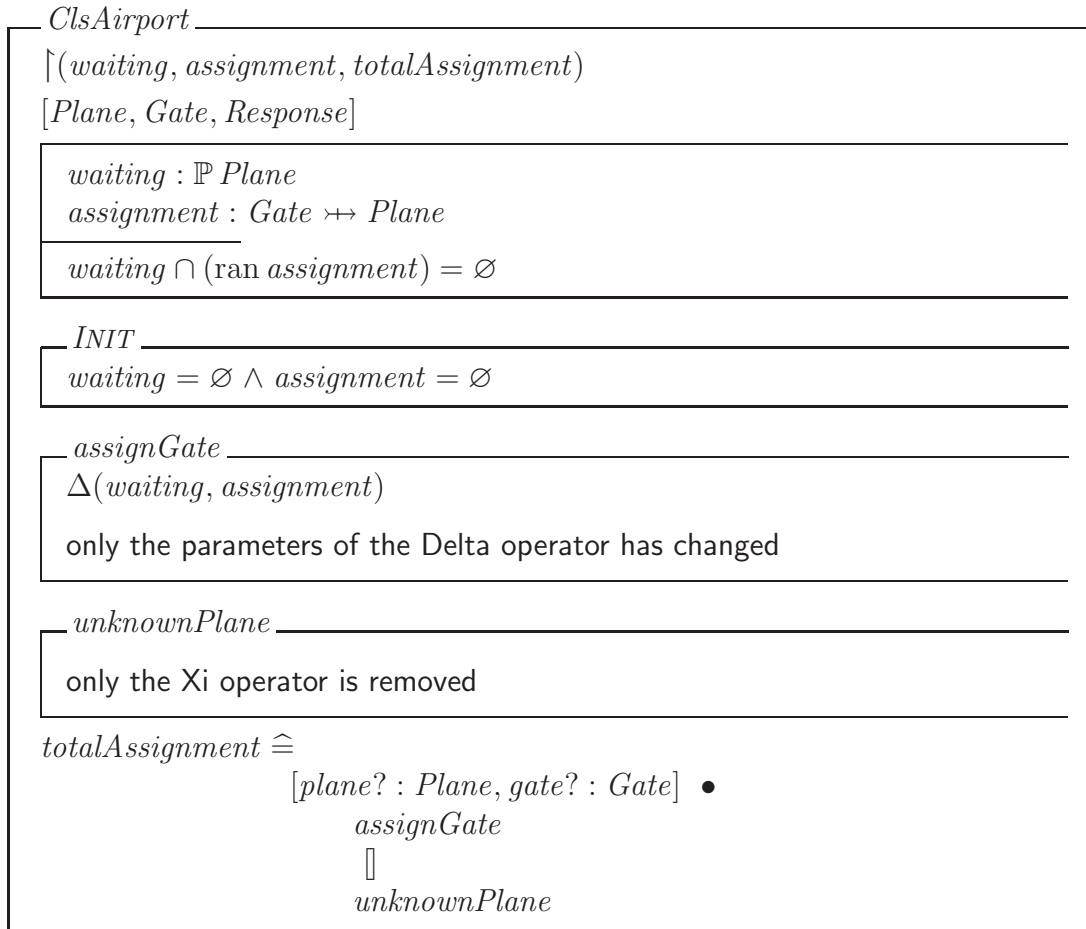 ClsAirport
↾(waiting, assignment, totalAssignment)
[Plane, Gate, Response]
waiting : ℙ Plane
assignment : Gate ⤔ Plane
waiting ∩ (ran assignment) = ∅
INIT
waiting = ∅ ∧ assignment = ∅
assignGate
Δ(waiting, assignment)
only the parameters of the Delta operator has changed
unknownPlane
only the Xi operator is removed
totalAssignment ≙
[plane? : Plane, gate? : Gate] •
assignGate
[]
unknownPlane